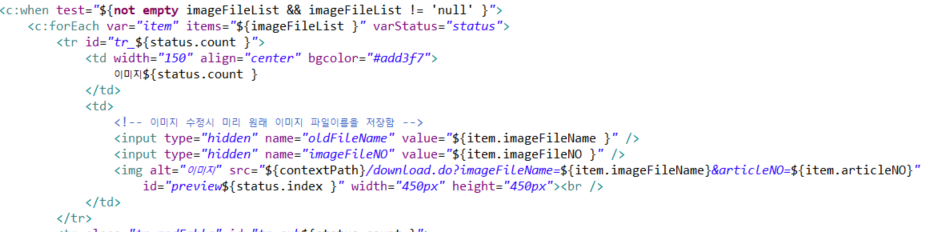 <c:when test="${not empty imageFileList && imageFileList != 'null' }">
<c:forEach var="item" items="${imageFileList }" varStatus="status">
<tr id="tr_${status.count }">
<td width="150" align="center" bgcolor="#add3f7">
이미지${status.count }
</td>
<td>
<!-- 이미지 수정시 미리 원래 이미지 파일이름을 저장함 -->
<input type="hidden" name="oldFileName" value="${item.imageFileName }" />
<input type="hidden" name="imageFileNO" value="${item.imageFileNO }" />
<img alt="이미지" src="${contextPath}/download.do?imageFileName=${item.imageFileName}&articleNO=${item.articleNO}"
id="preview${status.index }" width="450px" height="450px"><br />
</td>
</tr>